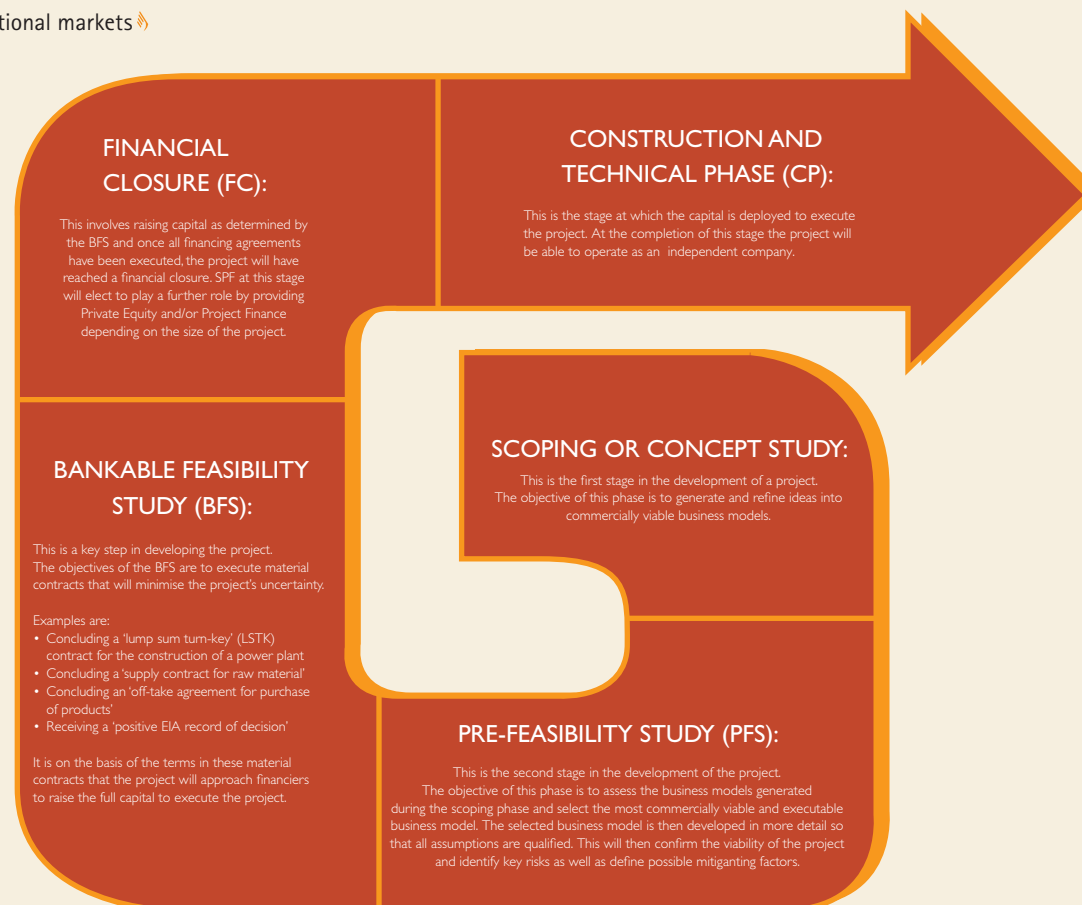 tional markets
FINANCIAL
CLOSURE (FC):
This involves raising capital as determined by
the BFS and once all financing agreements
have been executed, the project will have
reached a financial closure. SPF at this stage
will elect to play a further role by providing
Private Equity and/or Project Finance
depending on the size of the project.
CONSTRUCTION AND
TECHNICAL PHASE (CP):
This is the stage at which the capital is deployed to execute
the project. At the completion of this stage the project will
be able to operate as an independent company.
SCOPING OR CONCEPT STUDY:
This is the first stage in the development of a project.
The objective of this phase is to generate and refine ideas into
commercially viable business models.
BANKABLE FEASIBILITY
STUDY (BFS):
This is a key step in developing the project.
The objectives of the BFS are to execute material
contracts that will minimise the project's uncertainty.
Examples are:
• Concluding a 'lump sum turn-key' (LSTK)
contract for the construction of a power plant
• Concluding a 'supply contract for raw material'
• Concluding an 'off-take agreement for purchase
of products'
• Receiving a 'positive EIA record of decision'
It is on the basis of the terms in these material
contracts that the project will approach financiers
to raise the full capital to execute the project.
PRE-FEASIBILITY STUDY (PFS):
This is the second stage in the development of the project.
The objective of this phase is to assess the business models generated
during the scoping phase and select the most commercially viable and executable
business model. The selected business model is then developed in more detail so
that all assumptions are qualified. This will then confirm the viability of the project
and identify key risks as well as define possible mitiganting factors.